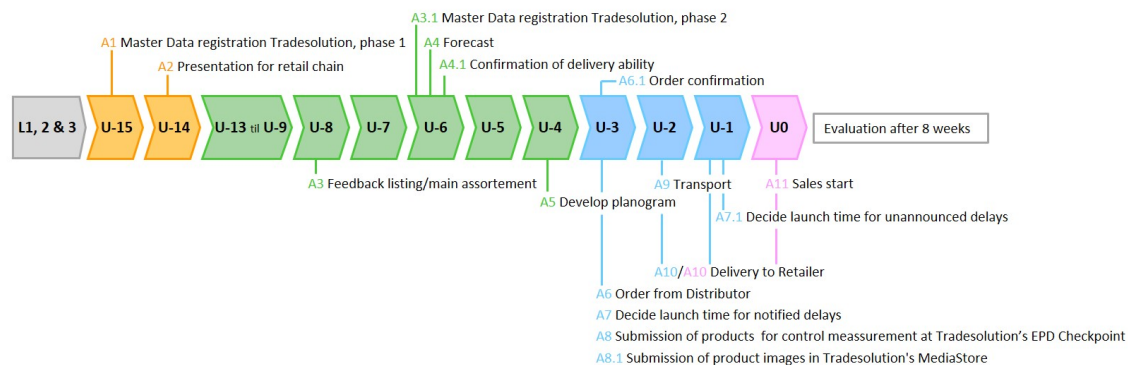 A3.1 Master Data registration Tradesolution, phase 2
A1 Master Data registration Tradesolution, phase 1
A4 Forecast
A2 Presentation for retail chain
A4.1 Confirmation of delivery ability
A6.1 Order confirmation
L1, 2 & 3
U-15
U-14
U-13 til U-9
U-8
U-7
U-6
U-5
U-4
U-3
U-2
U-1
U0
Evaluation after 8 weeks
A3 Feedback listing/main assortement
A9 Transport
A11 Sales start
A5 Develop planogram
A7.1 Decide launch time for unannounced delays
A10/A10 Delivery to Retailer
A6 Order from Distributor
A7 Decide launch time for notified delays
A8 Submission of products for control meassurement at Tradesolution’s EPD Checkpoint
A8.1 Submission of product images in Tradesolution's MediaStore